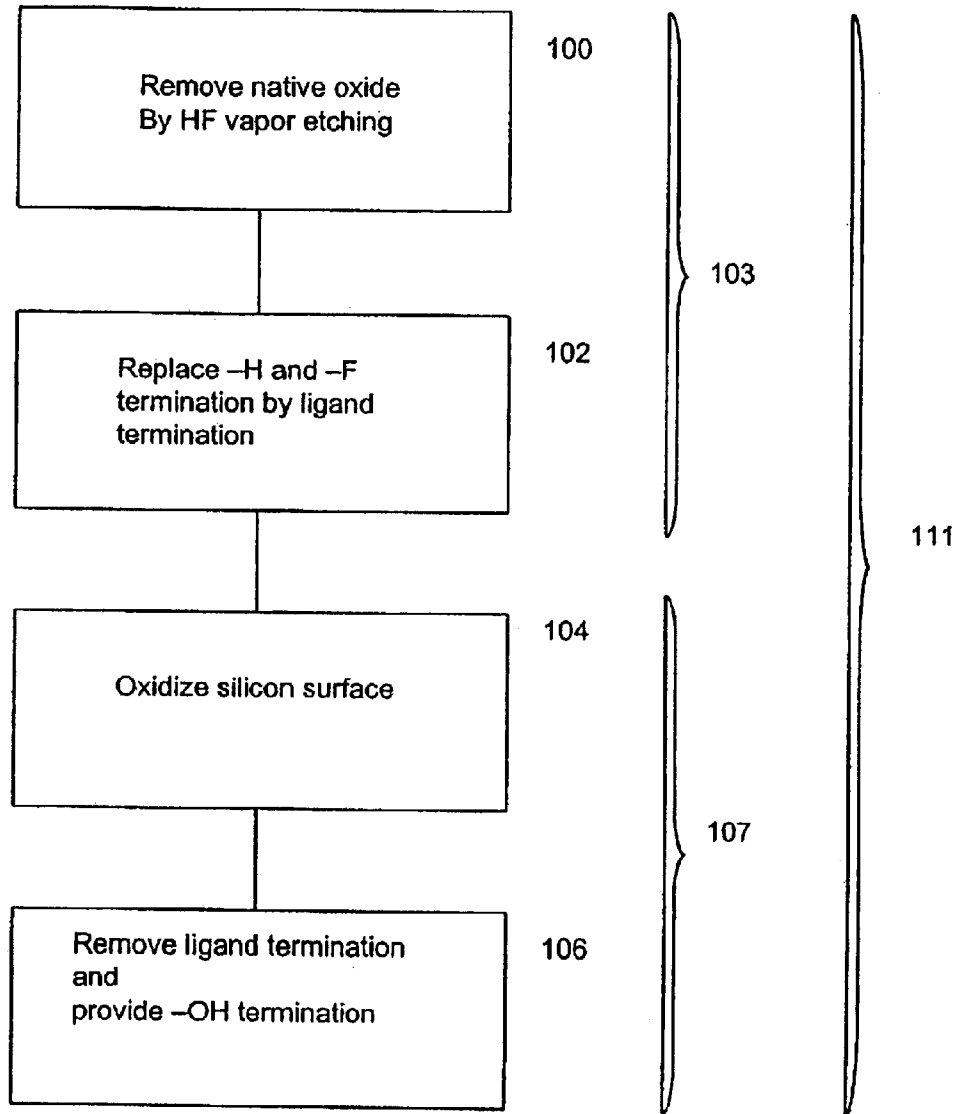 100
Remove native oxide
By HF vapor etching
103
102
Replace –H and –F
termination by ligand
termination
111
104
Oxidize silicon surface
107
106
Remove ligand termination
and
provide –OH termination